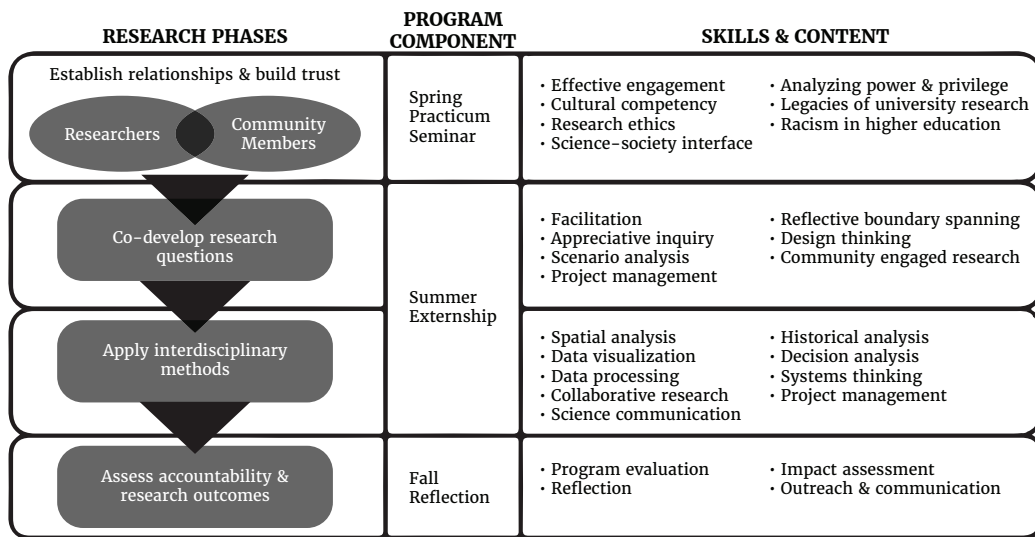 RESEARCH PHASES
PROGRAM
COMPONENT
SKILLS & CONTENT
Establish relationships & build trust
Researchers
Community
Members
Spring
Practicum
Seminar
· Effective engagement
· Cultural competency
· Research ethics
· Science-society interface
· Analyzing power & privilege
· Legacies of university research
· Racism in higher education
Co-develop research
questions
Summer
Externship
· Facilitation
· Appreciative inquiry
· Scenario analysis
· Project management
· Reflective boundary spanning
· Design thinking
· Community engaged research
Apply interdisciplinary
methods
· Spatial analysis
· Data visualization
· Data processing
· Collaborative research
· Science communication
· Historical analysis
· Decision analysis
· Systems thinking
· Project management
Assess accountability &
research outcomes
Fall
Reflection
· Program evaluation
· Reflection
· Impact assessment
· Outreach & communication